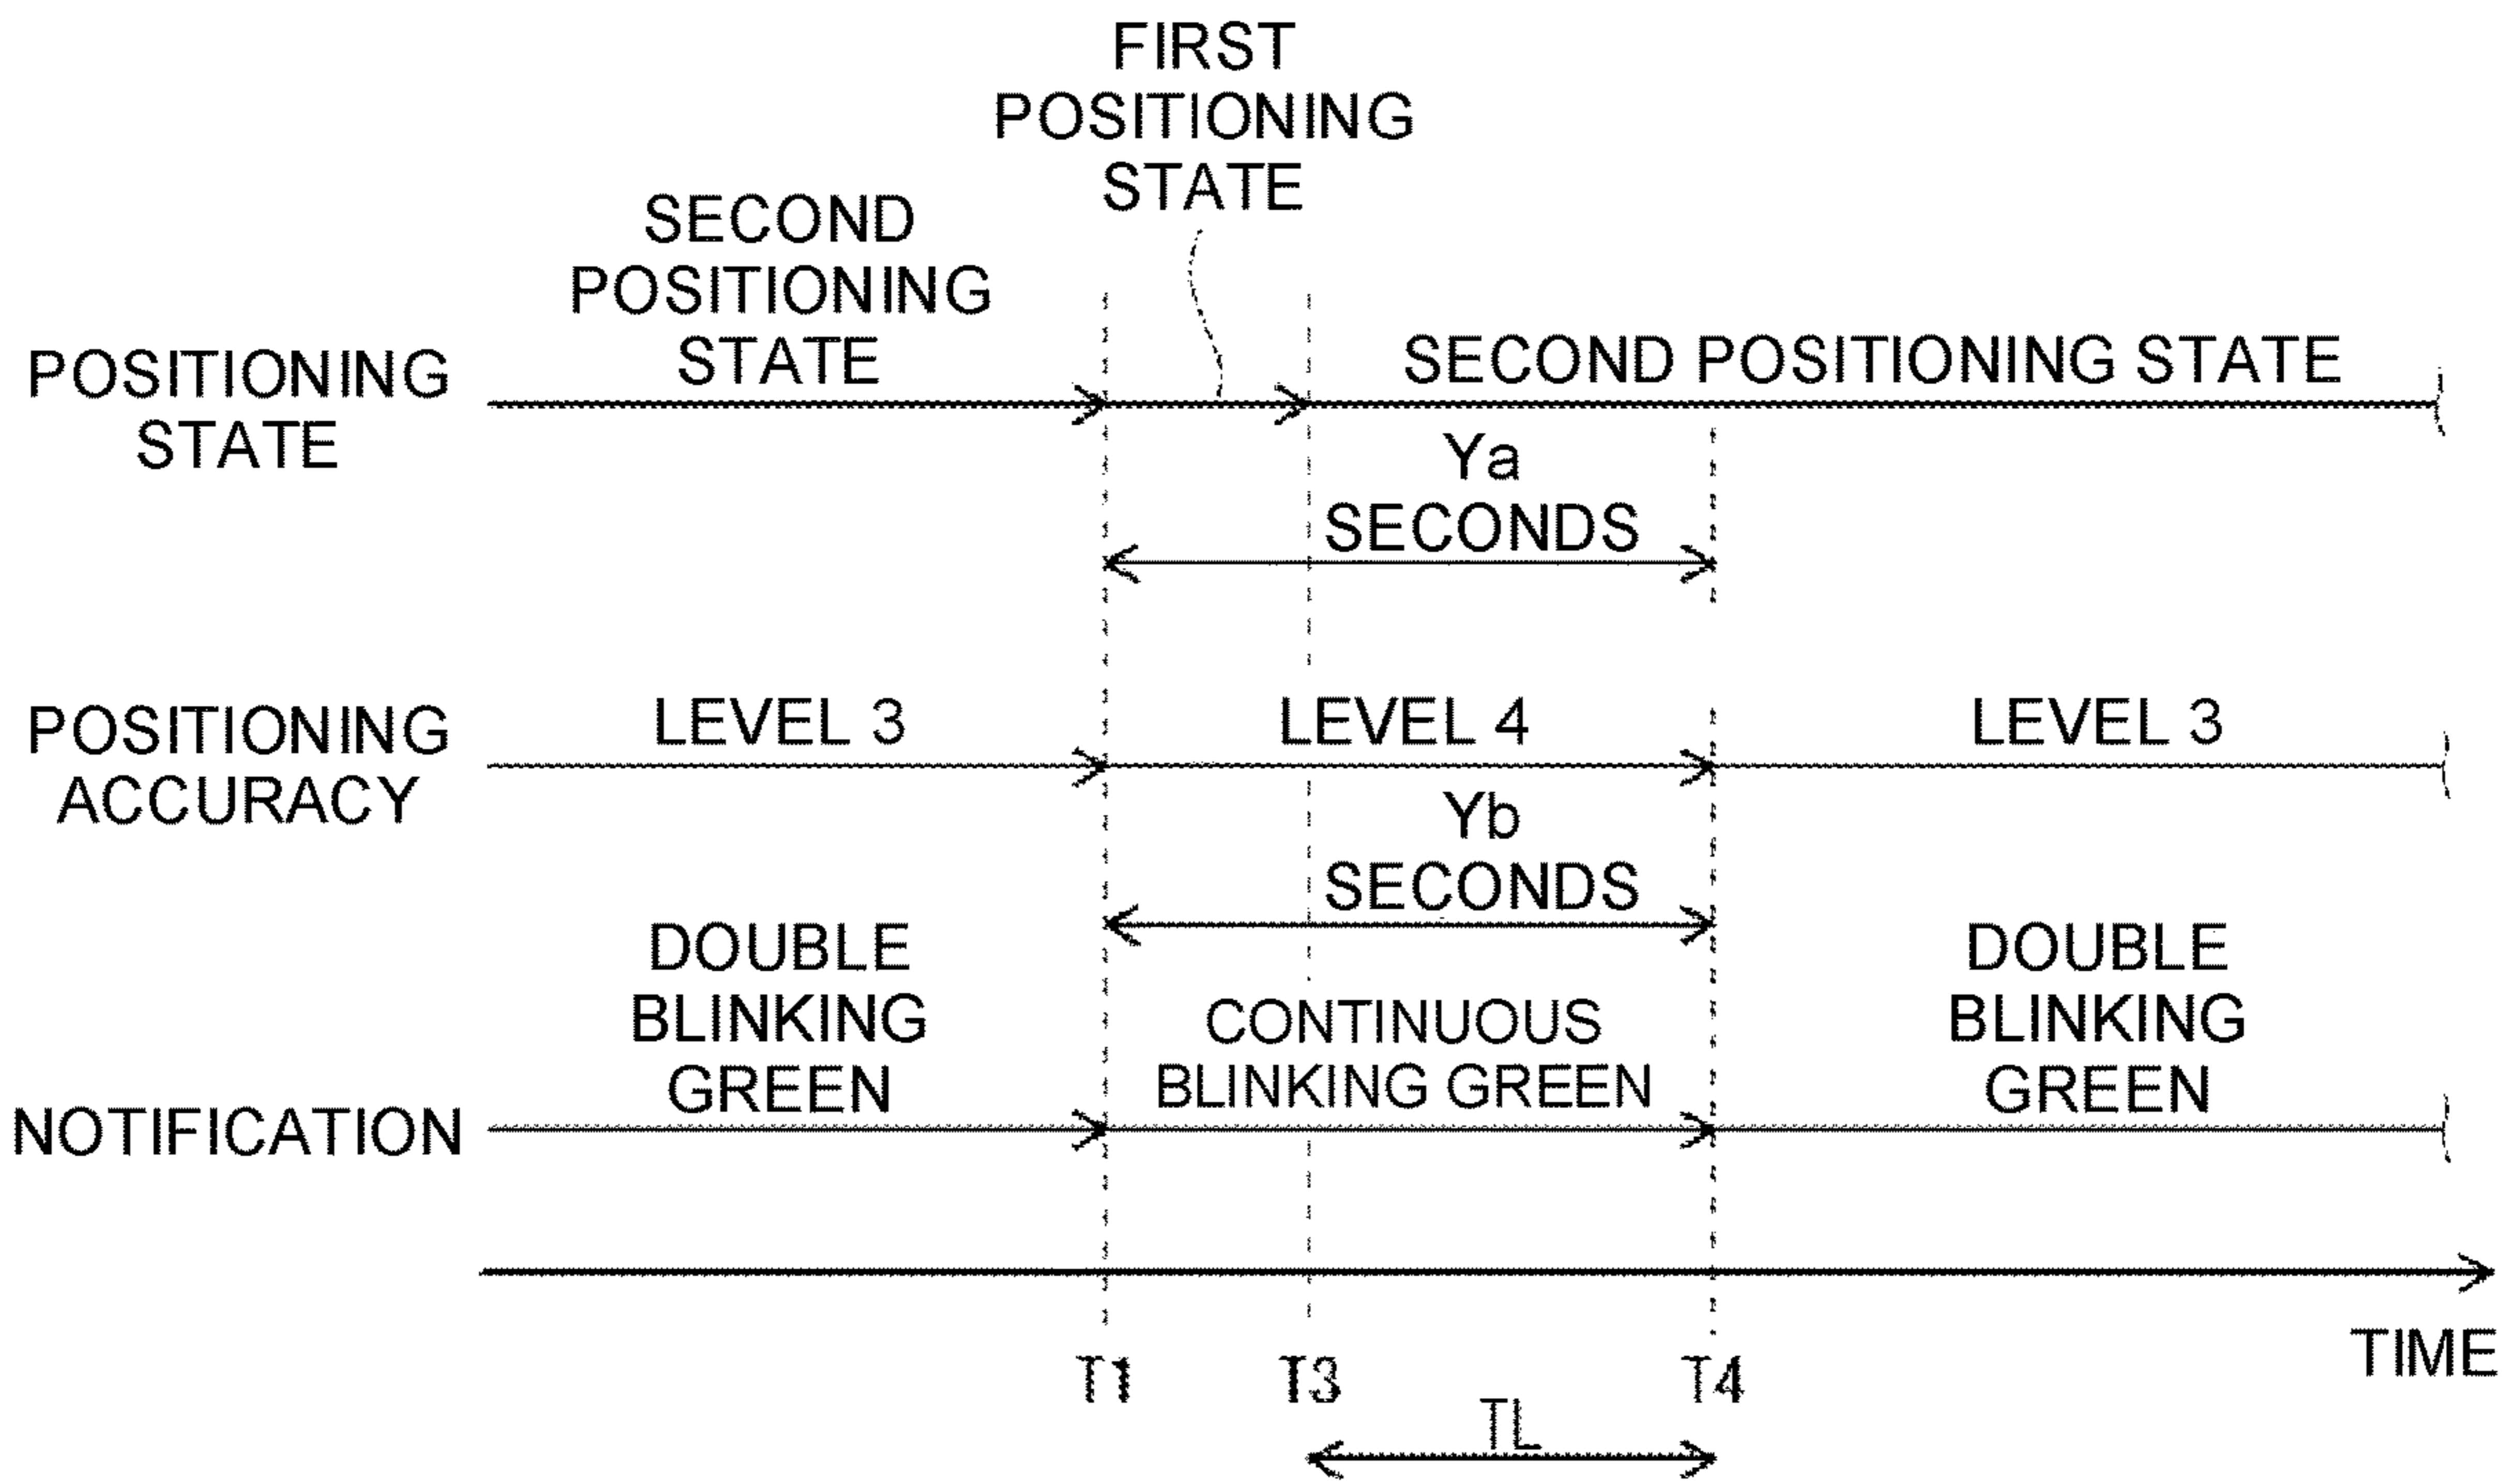 FIRST
POSITIONING
STATE
SECOND
POSITIONING
STATE
POSITIONING
STATE
SECOND POSITIONING STATE
Ya
SECONDS
POSITIONING
ACCURACY
LEVEL 3
LEVEL 4
LEVEL 3
Yb
SECONDS
NOTIFICATION
DOUBLE
BLINKING
GREEN
CONTINUOUS
BLINKING GREEN
DOUBLE
BLINKING
GREEN
TIME
T1
T3
T4
TL